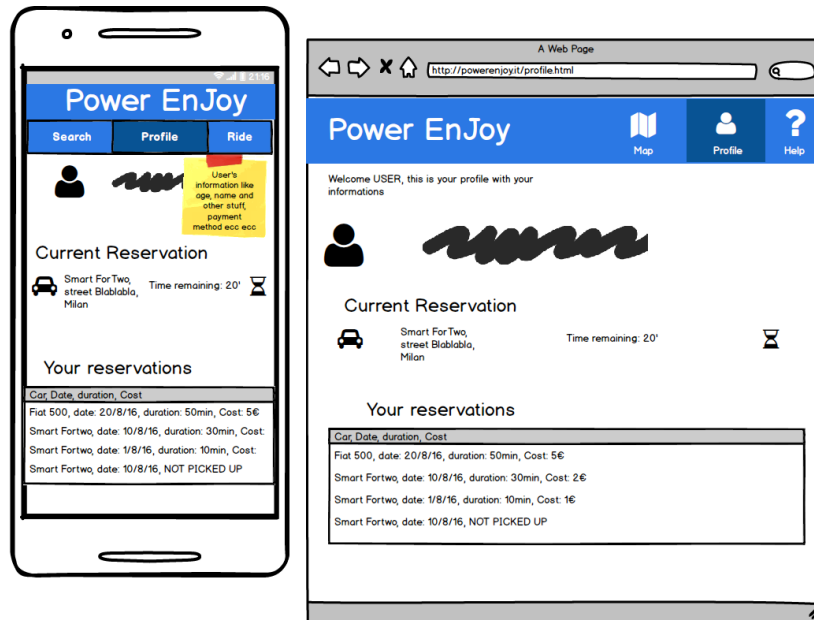 21:16
Power EnJoy
Search
Profile
Ride
User's
information like
age, name and
other stuff,
payment
method ecc ecc
Current Reservation
Smart ForTwo,
street Blablabla,
Milan
Time remaining: 20'
Your reservations
Car, Date, duration, Cost
Fiat 500, date: 20/8/16, duration: 50min, Cost: 5€
Smart Fortwo, date: 10/8/16, duration: 30min, Cost:
Smart Fortwo, date: 1/8/16, duration: 10min, Cost:
Smart Fortwo, date: 10/8/16, NOT PICKED UP
A Web Page
http://powerenjoy.it/profile.html
Power EnJoy
Map
Profile
?
Help
Welcome USER, this is your profile with your
informations
Current Reservation
Smart ForTwo,
street Blablabla,
Milan
Time remaining: 20'
Your reservations
Car, Date, duration, Cost
Fiat 500, date: 20/8/16, duration: 50min, Cost: 5€
Smart Fortwo, date: 10/8/16, duration: 30min, Cost: 2€
Smart Fortwo, date: 1/8/16, duration: 10min, Cost: 1€
Smart Fortwo, date: 10/8/16, NOT PICKED UP